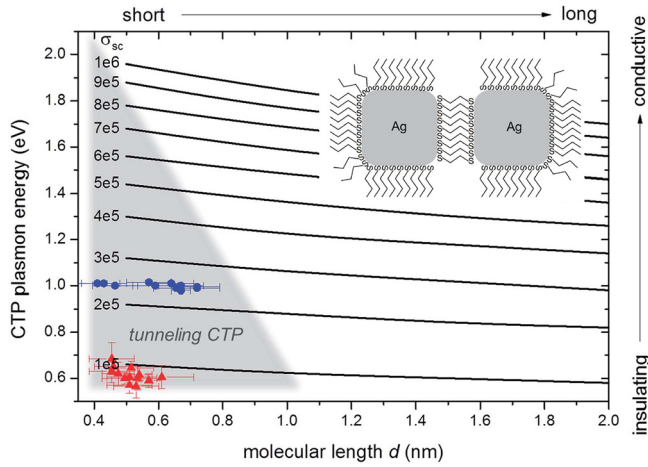 short long
σsc
2.0
1.8
1.6
1.4
1.2
1.0
0.8
0.6
CTP plasmon energy (eV)
1e6
9e5
8e5
7e5
6e5
5e5
4e5
3e5
2e5
1e5
Ag Ag
tunneling CTP
conductive
insulating
0.4 0.6 0.8 1.0 1.2 1.4 1.6 1.8 2.0
molecular length d (nm)